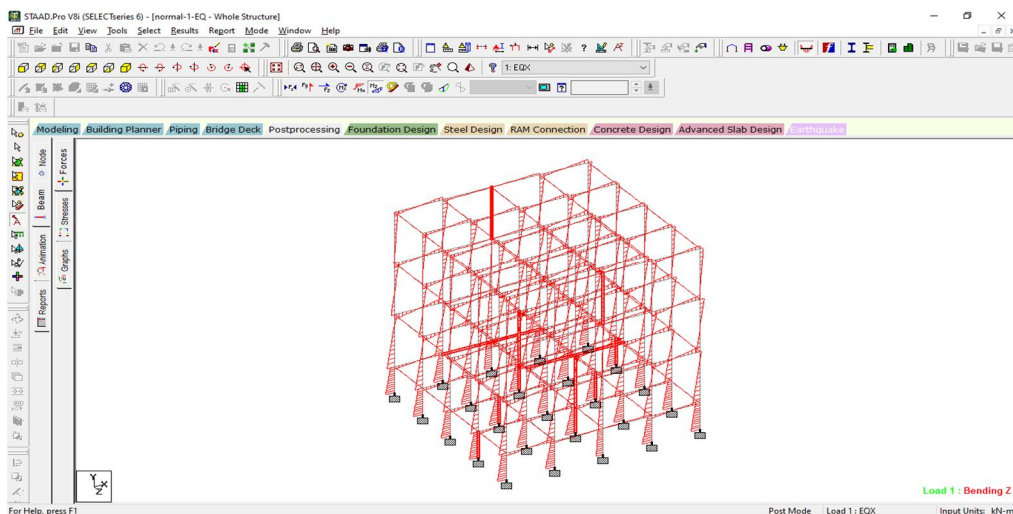 STAAD.Pro V8i (SELECTseries 6) - [normal-1-EQ - Whole Structure]
File Edit View Tools Select Results Report Mode Window Help
1: EQX
Modeling Building Planner Piping Bridge Deck Postprocessing Foundation Design Steel Design RAM Connection Concrete Design Advanced Slab Design Earthquake
Node
Beam
Animation
Reports
Forces
Stresses
Graphs
Y
X
Z
Load 1 : Bending Z
For Help, press F1
Post Mode
Load 1 : EQX
Input Units: kN-m